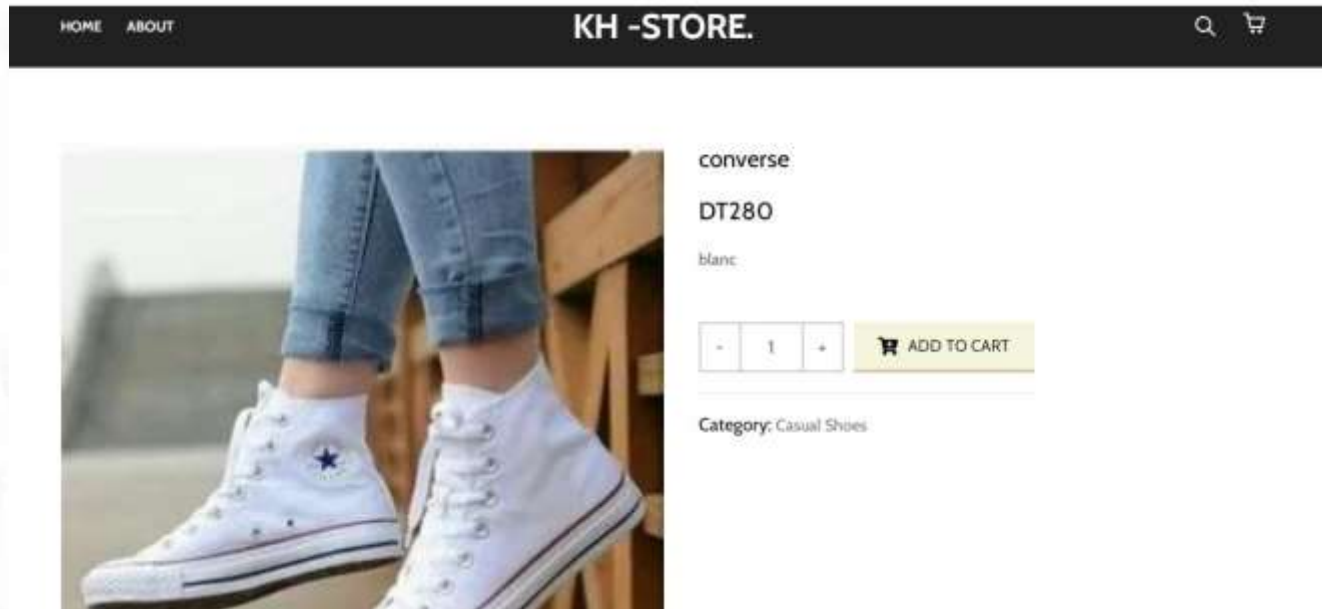 HOME ABOUT KH -STORE.
converse
DT280
blanc
- 1 + ADD TO CART
Category: Casual Shoes